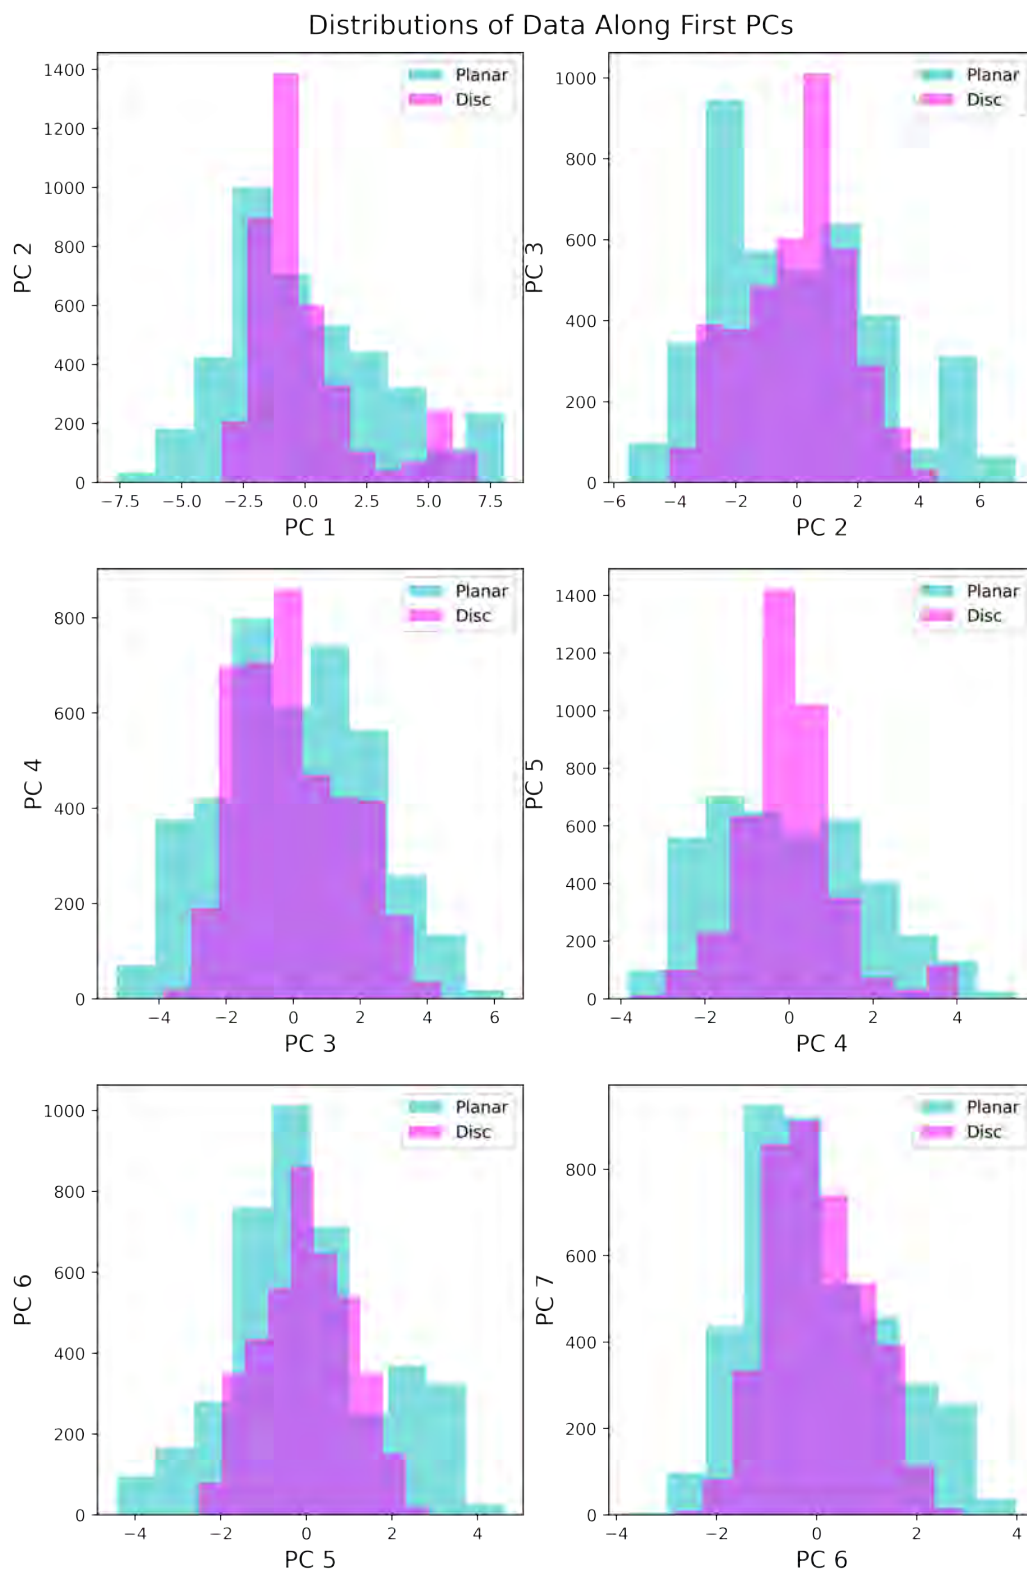 Distributions of Data Along First PCs
1400
1200
1000
800
600
400
200
0
PC 2
Planar
Disc
−7.5 −5.0 −2.5 0.0 2.5 5.0 7.5
PC 1
1000
800
600
400
200
0
PC 3
Planar
Disc
−6 −4 −2 0 2 4 6
PC 2
800
600
400
200
0
PC 4
Planar
Disc
−4 −2 0 2 4 6
PC 3
1400
1200
1000
800
600
400
200
0
PC 5
Planar
Disc
−4 −2 0 2 4
PC 4
1000
800
600
400
200
0
PC 6
Planar
Disc
−4 −2 0 2 4
PC 5
800
600
400
200
0
PC 7
Planar
Disc
−4 −2 0 2 4
PC 6